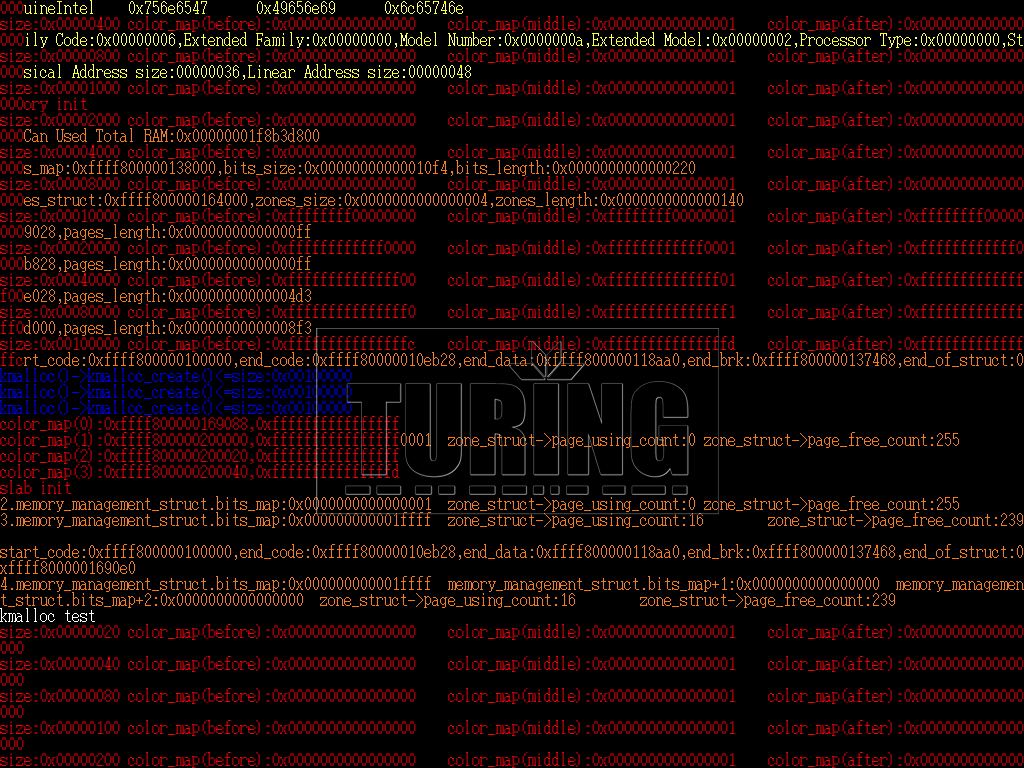 000uineIntel    0x756e6547      0x49656e69      0x6c65746e
size:0x00000400 color_map(before):0x0000000000000000    color_map(middle):0x0000000000000001    color_map(after):0x000000000000
000ily Code:0x00000006,Extended Family:0x00000000,Model Number:0x0000000a,Extended Model:0x00000002,Processor Type:0x00000000,St
size:0x00000800 color_map(before):0x0000000000000000    color_map(middle):0x0000000000000001    color_map(after):0x000000000000
000sical Address size:00000036,Linear Address size:00000048
size:0x00001000 color_map(before):0x0000000000000000    color_map(middle):0x0000000000000001    color_map(after):0x000000000000
000ory init
size:0x00002000 color_map(before):0x0000000000000000    color_map(middle):0x0000000000000001    color_map(after):0x000000000000
000Can Used Total RAM:0x00000001f8b3d800
size:0x00004000 color_map(before):0x0000000000000000    color_map(middle):0x0000000000000001    color_map(after):0x000000000000
000s_map:0xffff800000138000,bits_size:0x00000000000010f4,bits_length:0x0000000000000220
size:0x00008000 color_map(before):0x0000000000000000    color_map(middle):0x0000000000000001    color_map(after):0x000000000000
000es_struct:0xffff800000164000,zones_size:0x0000000000000004,zones_length:0x0000000000000140
size:0x00010000 color_map(before):0xffffffff00000000    color_map(middle):0xffffffff00000001    color_map(after):0xffffffff0000
0009028,pages_length:0x00000000000000ff
size:0x00020000 color_map(before):0xffffffffffff0000    color_map(middle):0xffffffffffff0001    color_map(after):0xffffffffffff
000b828,pages_length:0x00000000000000ff
size:0x00040000 color_map(before):0xffffffffffffff00    color_map(middle):0xffffffffffffff01    color_map(after):0xffffffffffff
f00e028,pages_length:0x00000000000004d3
size:0x00080000 color_map(before):0xfffffffffffffff0    color_map(middle):0xfffffffffffffff1    color_map(after):0xffffffffffff
ff0d000,pages_length:0x00000000000008f3
size:0x00100000 color_map(before):0xfffffffffffffffc    color_map(middle):0xfffffffffffffffd    color_map(after):0xffffffffffff
ffcrt_code:0xffff800000100000,end_code:0xffff80000010eb28,end_data:0xffff800000118aa0,end_brk:0xffff800000137468,end_of_struct:0
kmalloc()->kmalloc_create()<=size:0x00100000
kmalloc()->kmalloc_create()<=size:0x00100000
kmalloc()->kmalloc_create()<=size:0x00100000
color_map(0):0xffff800000169088,0xffffffffffffffff
color_map(1):0xffff800000200000,0xffffffffffffffff0001  zone_struct->page_using_count:0 zone_struct->page_free_count:255
color_map(2):0xffff800000200020,0xffffffffffffffff
color_map(3):0xffff800000200040,0xfffffffffffffffd
TURING
slab init
2.memory_management_struct.bits_map:0x0000000000000001  zone_struct->page_using_count:0 zone_struct->page_free_count:255
3.memory_management_struct.bits_map:0x000000000001ffff  zone_struct->page_using_count:16        zone_struct->page_free_count:239
start_code:0xffff800000100000,end_code:0xffff80000010eb28,end_data:0xffff800000118aa0,end_brk:0xffff800000137468,end_of_struct:0
xffff8000001690e0
4.memory_management_struct.bits_map:0x000000000001ffff  memory_management_struct.bits_map+1:0x0000000000000000  memory_managemen
t_struct.bits_map+2:0x0000000000000000  zone_struct->page_using_count:16        zone_struct->page_free_count:239
kmalloc test
size:0x00000020 color_map(before):0x0000000000000000    color_map(middle):0x0000000000000001    color_map(after):0x0000000000000
000
size:0x00000040 color_map(before):0x0000000000000000    color_map(middle):0x0000000000000001    color_map(after):0x0000000000000
000
size:0x00000080 color_map(before):0x0000000000000000    color_map(middle):0x0000000000000001    color_map(after):0x0000000000000
000
size:0x00000100 color_map(before):0x0000000000000000    color_map(middle):0x0000000000000001    color_map(after):0x0000000000000
000
size:0x00000200 color_map(before):0x0000000000000000    color_map(middle):0x0000000000000001    color_map(after):0x0000000000000